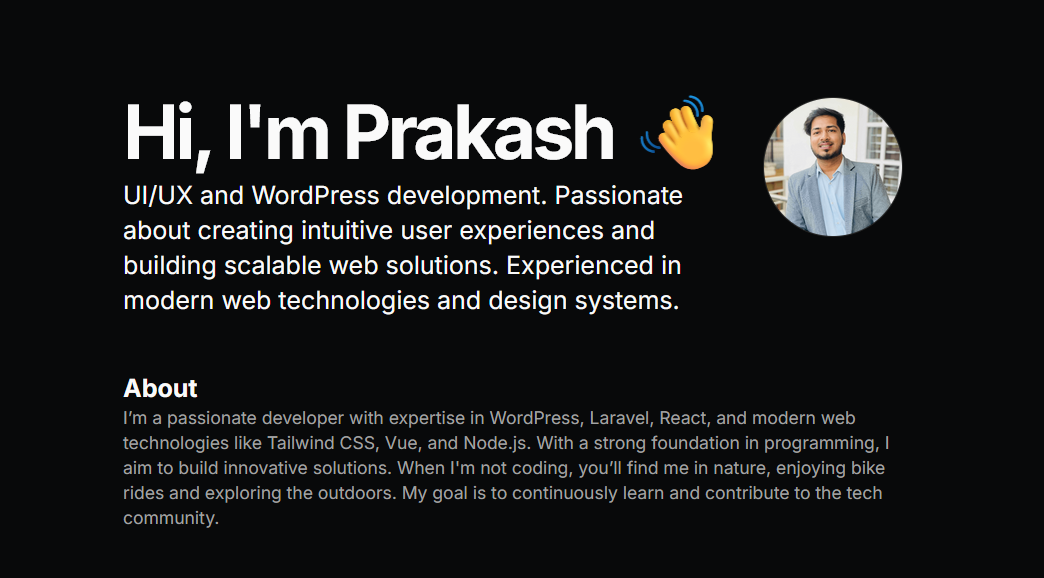 Hi, I'm Prakash 👋
UI/UX and WordPress development. Passionate
about creating intuitive user experiences and
building scalable web solutions. Experienced in
modern web technologies and design systems.
About
I’m a passionate developer with expertise in WordPress, Laravel, React, and modern web
technologies like Tailwind CSS, Vue, and Node.js. With a strong foundation in programming, I
aim to build innovative solutions. When I'm not coding, you’ll find me in nature, enjoying bike
rides and exploring the outdoors. My goal is to continuously learn and contribute to the tech
community.